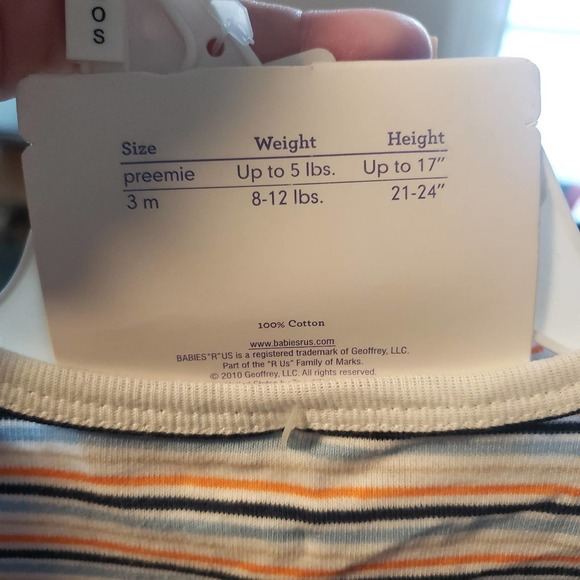 0S
Size Weight Height
preemie Up to 5 lbs. Up to 17"
3 m 8-12 lbs. 21-24"
100% Cotton
www.babiesrus.com
BABIES"R"US is a registered trademark of Geoffrey, LLC.
Part of the "R Us" Family of Marks.
© 2010 Geoffrey, LLC. All rights reserved.